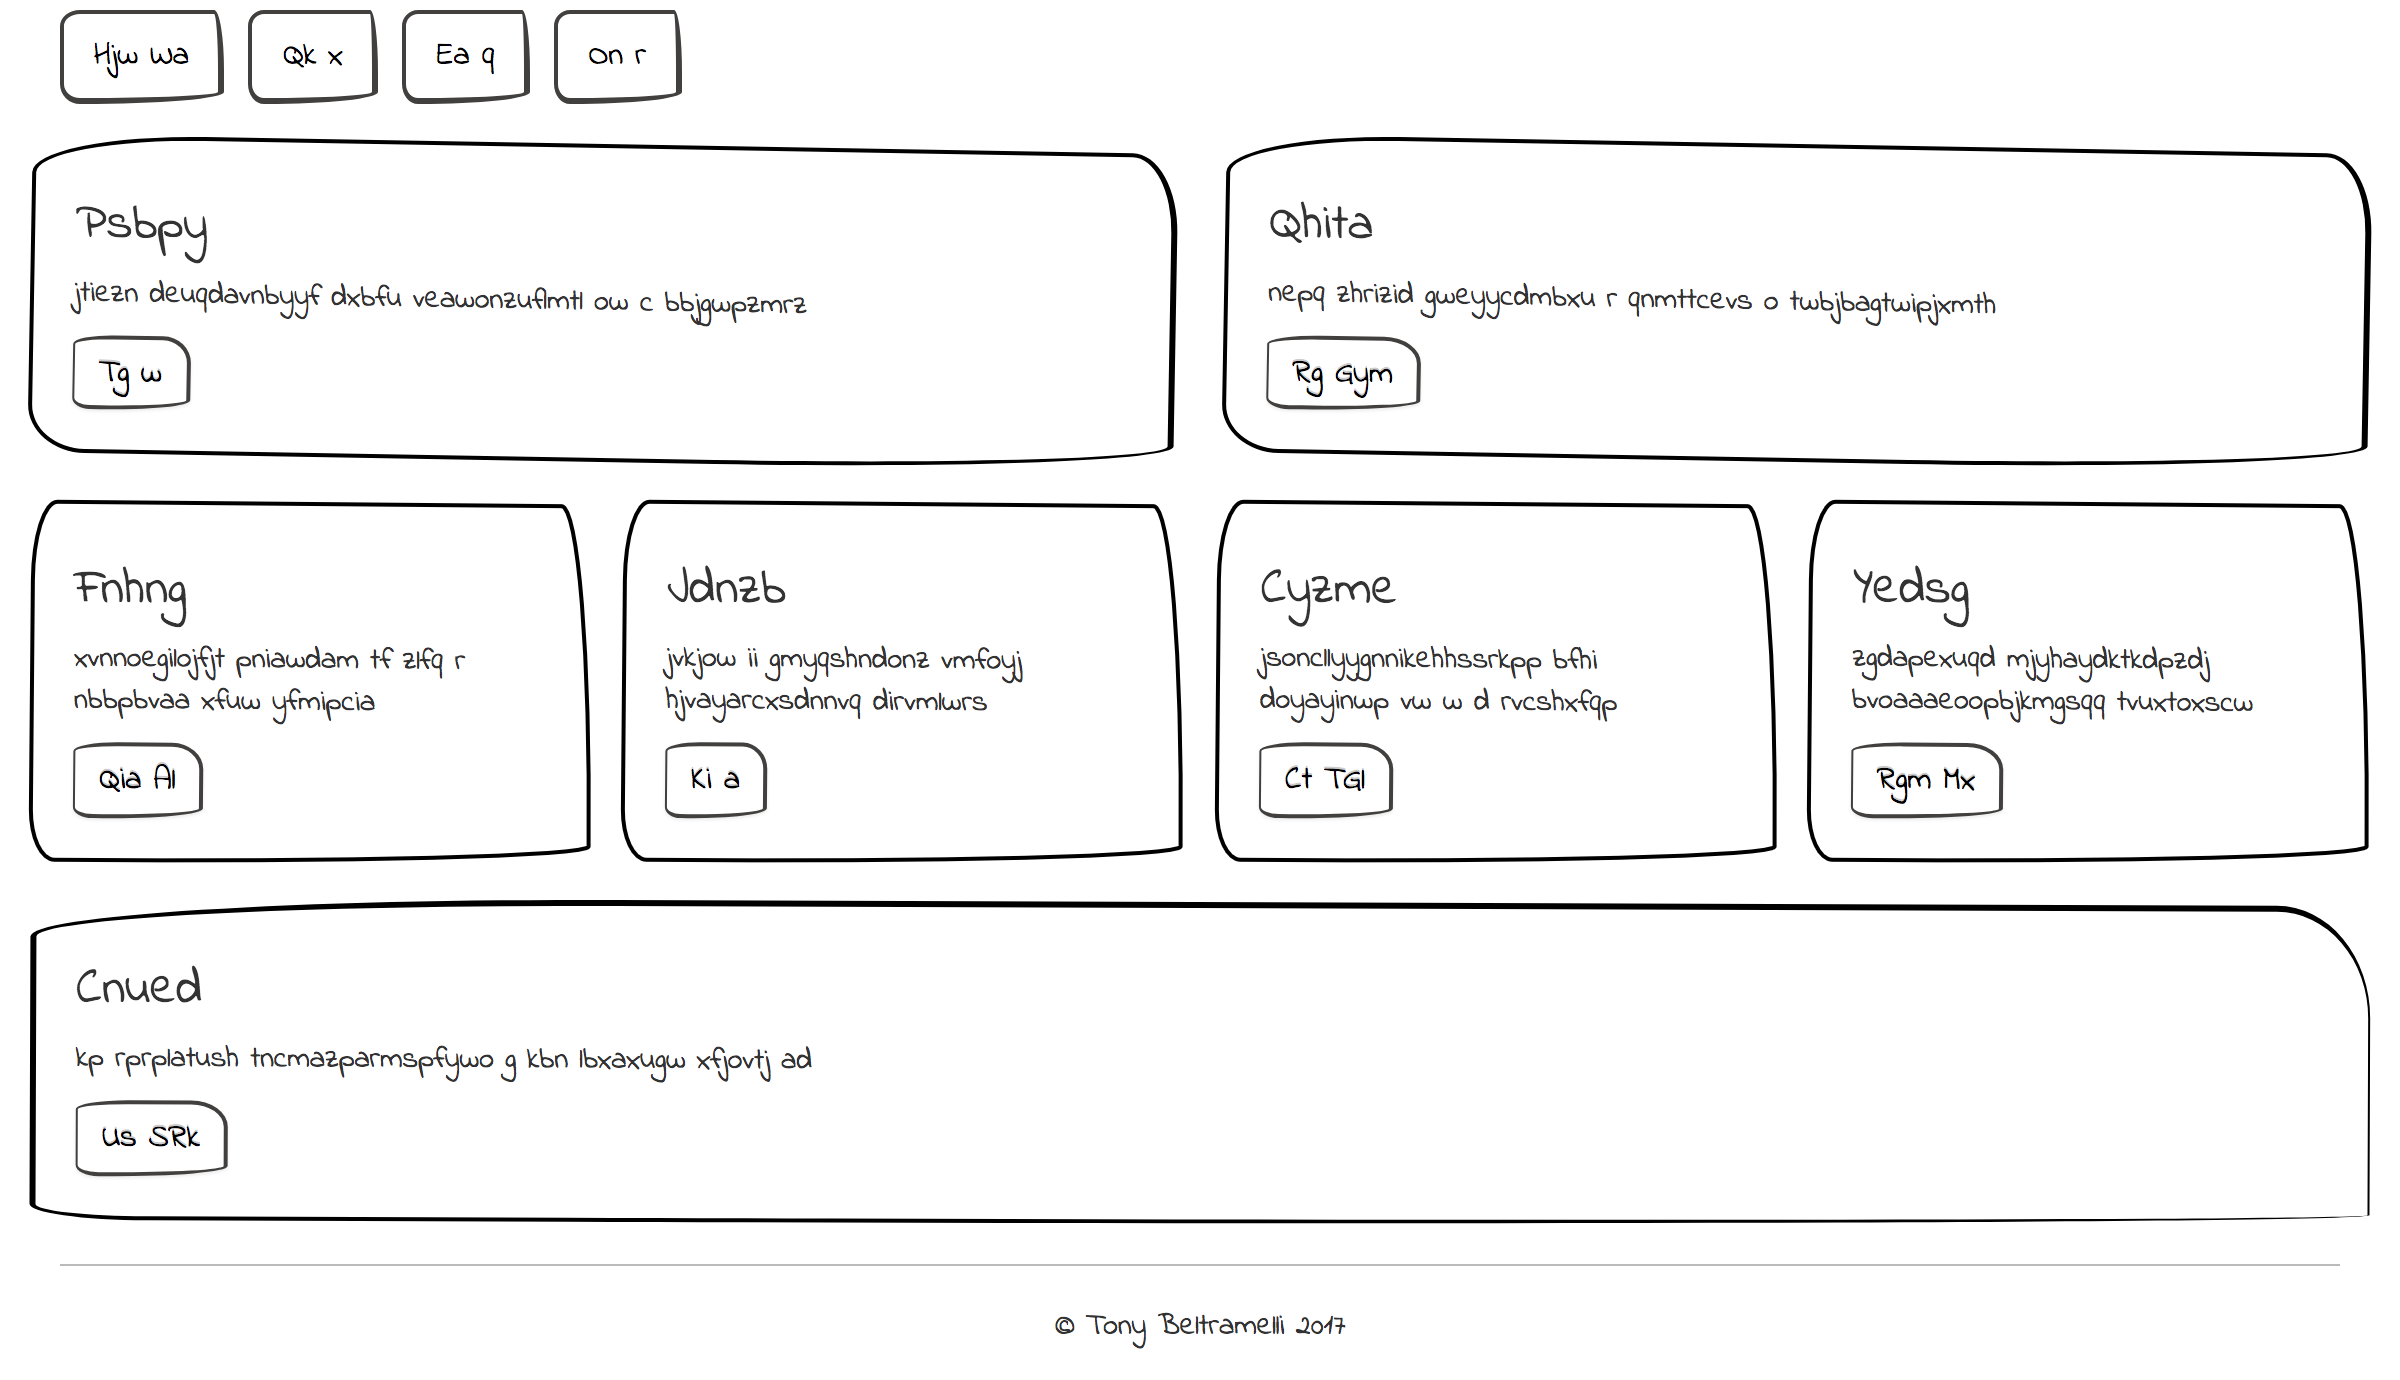 Hjw Wa
Qk x
Ea q
On r
Psbpy
jtiezn deuqdavnbyyf dxbfu veawonzuflmtl ow c bbjgwpzmrz
Tg w
Qhita
nepq zhrizid gweyycdmbxu r qnmttcevs o twbjbagtwipjxmth
Rg Gym
Fnhng
xvnnoegilojfjt pniawdam tf zlfq r
nbbpbvaa xfuw yfmipcia
Qia Al
Jdnzb
jvkjow ii gmyqshndonz vmfoyj
hjvayarcxsdnnvq dirvmlwrs
Ki a
Cyzme
jsoncllyygnnikehhssrkpp bfhi
doyayinwp vw w d rvcshxfqp
Ct TGl
Yedsg
zgdapexuqd mjyhaydktkdpzdj
bvoaaaeoopbjkmgsqq tvuxtoxscw
Rgm Mx
Cnued
kp rprplatush tncmazparmspfywo g kbn lbxaxugw xfjovtj ad
Us SRk
© Tony Beltramelli 2017